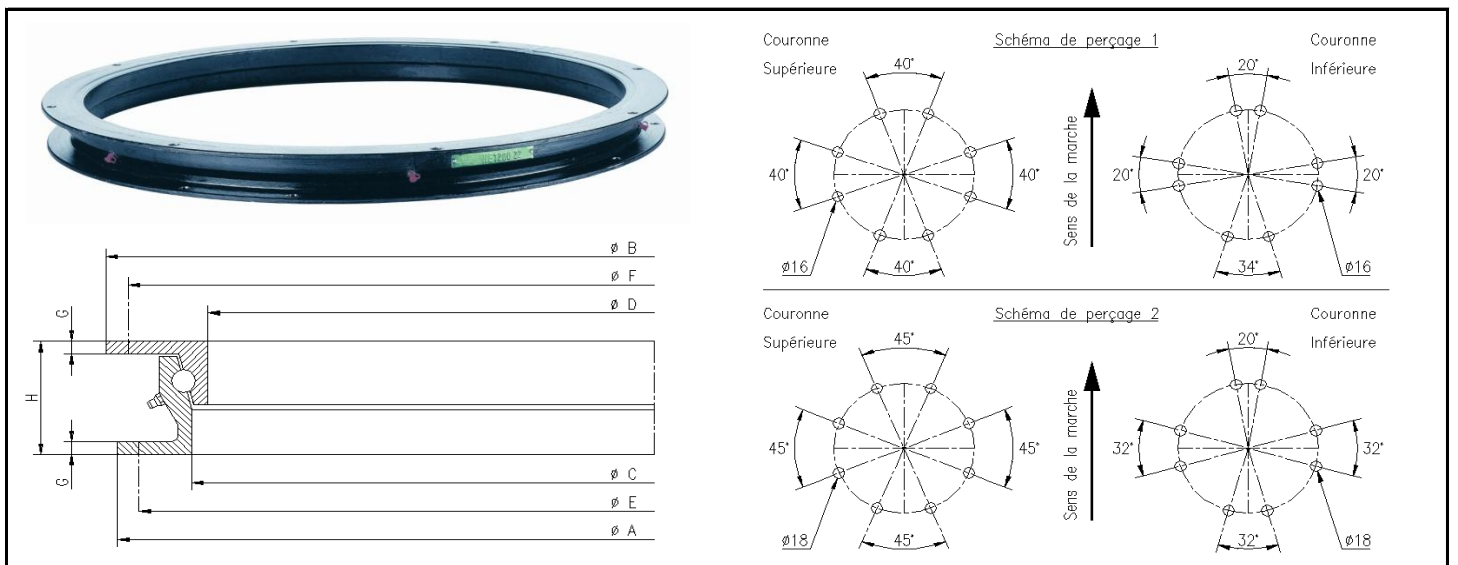 Couronne
Supérieure
Schéma de perçage 1
Couronne
Inférieure
40°
20°
40°
40°
20°
20°
Sens de la marche
ø16
40°
34°
ø16
Couronne
Supérieure
Schéma de perçage 2
Couronne
Inférieure
45°
20°
45°
45°
32°
32°
Sens de la marche
ø18
45°
32°
ø18
ø B
ø F
ø D
G
H
G
ø C
ø E
ø A